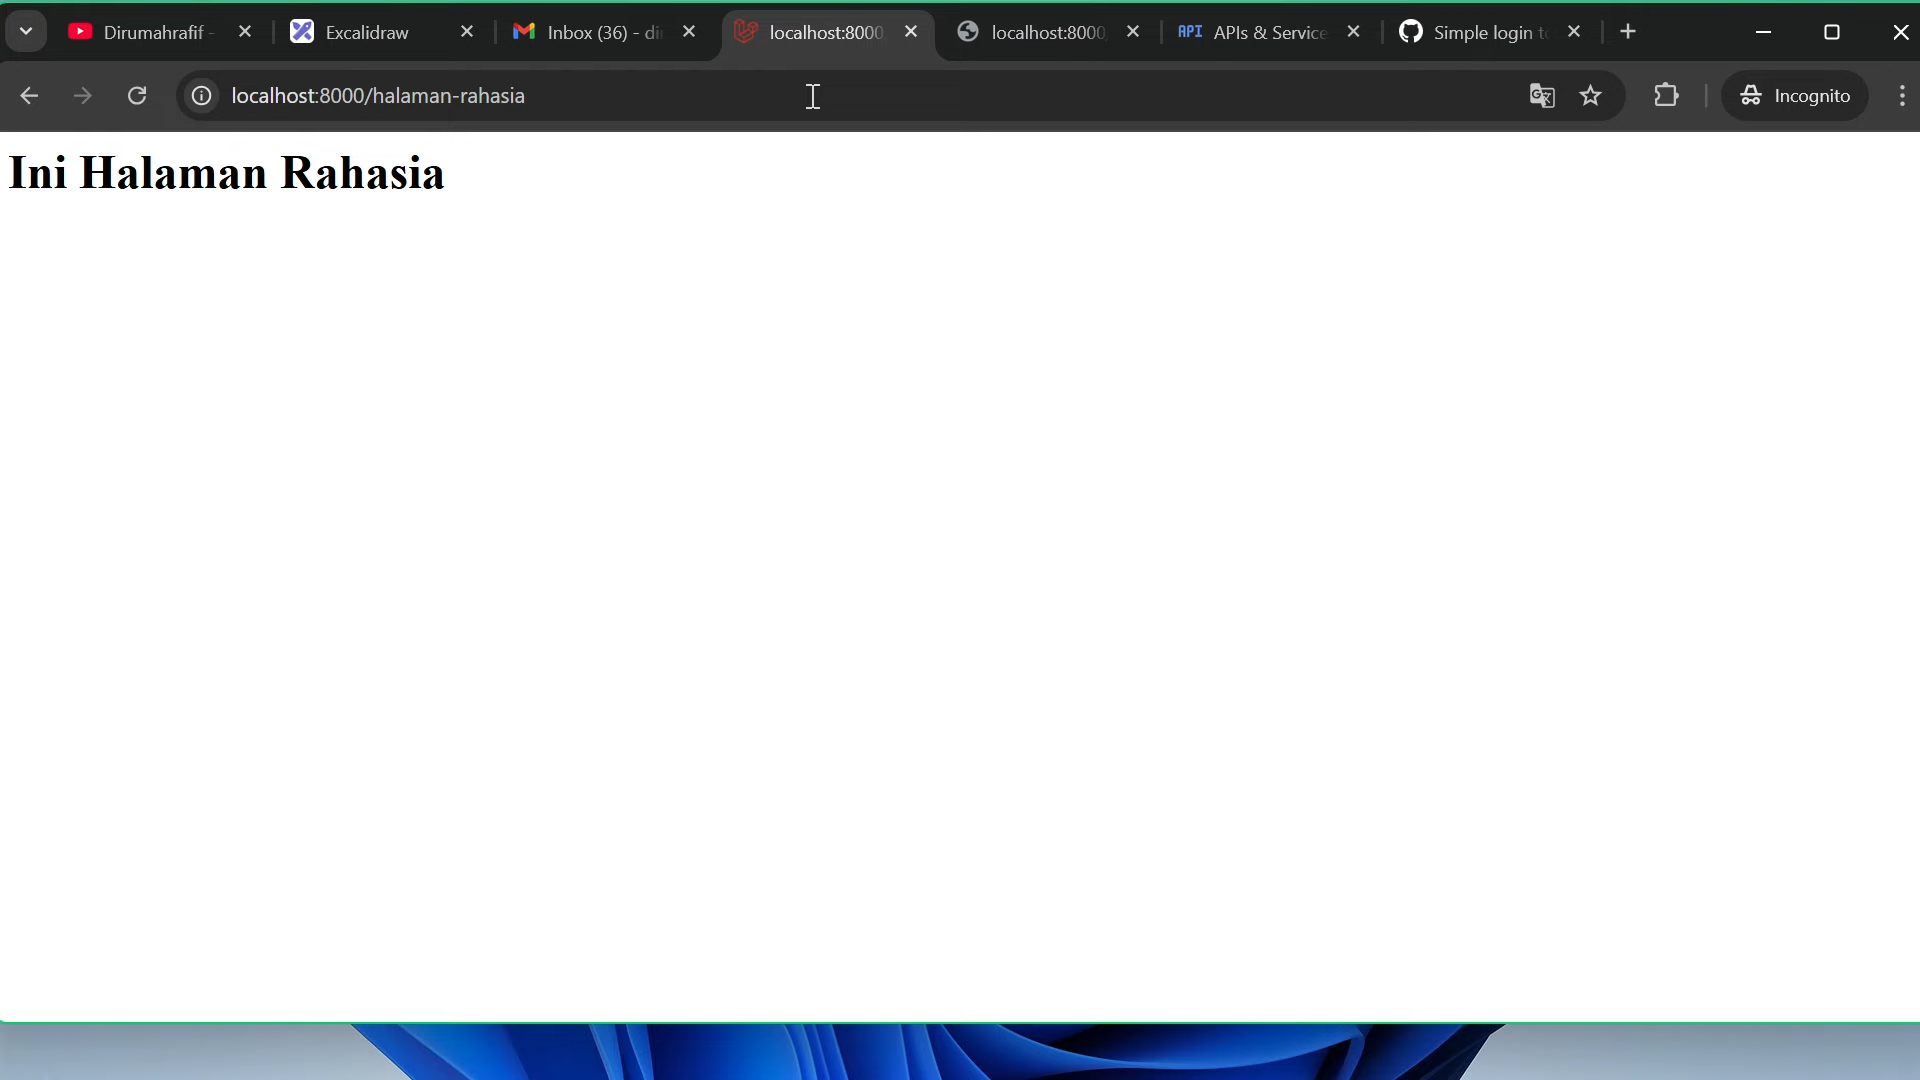 Dirumahrafif -
Excalidraw
Inbox (36) - di
localhost:8000
localhost:8000
API
APIs & Service
Simple login to
localhost:8000/halaman-rahasia
Incognito
Ini Halaman Rahasia